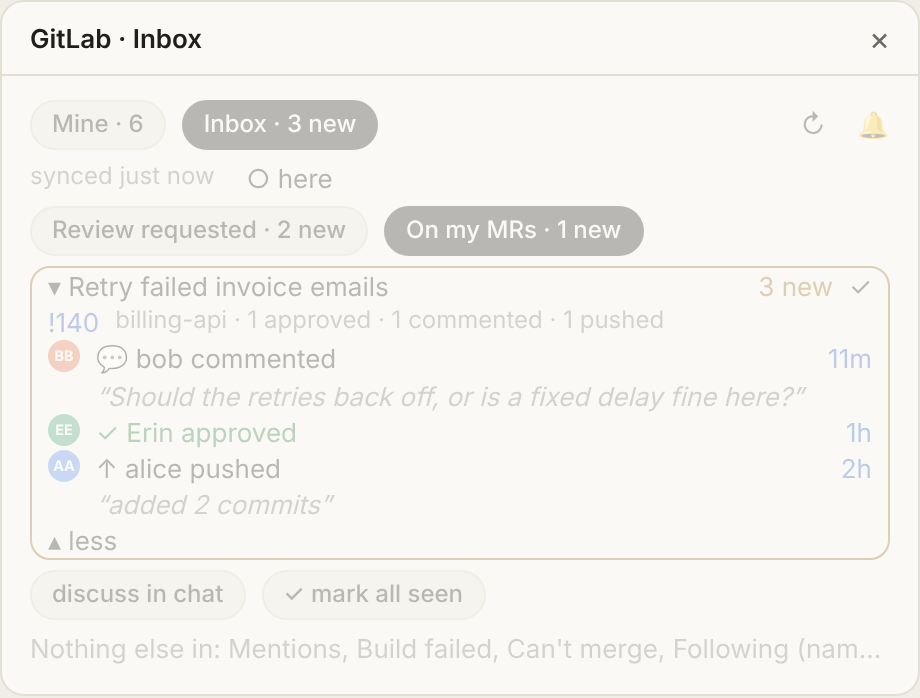 GitLab · Inbox ×
Mine · 6 Inbox · 3 new
synced just now here
Review requested · 2 new On my MRs · 1 new
▾ Retry failed invoice emails 3 new ✓
!140 billing-api · 1 approved · 1 commented · 1 pushed
BB 💬 bob commented 11m
“Should the retries back off, or is a fixed delay fine here?”
EE ✓ Erin approved 1h
AA ↑ alice pushed 2h
“added 2 commits”
▴ less
discuss in chat ✓ mark all seen
Nothing else in: Mentions, Build failed, Can't merge, Following (nam...